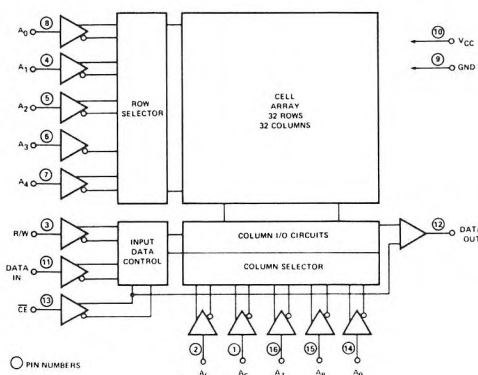 A0 8
A1 4
A2 5
A3 6
A4 7
ROW
SELECTOR
CELL
ARRAY
32 ROWS
32 COLUMNS
10 VCC
9 GND
R/W 3
DATA
IN 11
CE 13
INPUT
DATA
CONTROL
COLUMN I/O CIRCUITS
COLUMN SELECTOR
12 DATA
OUT
2 1 16 15 14
PIN NUMBERS